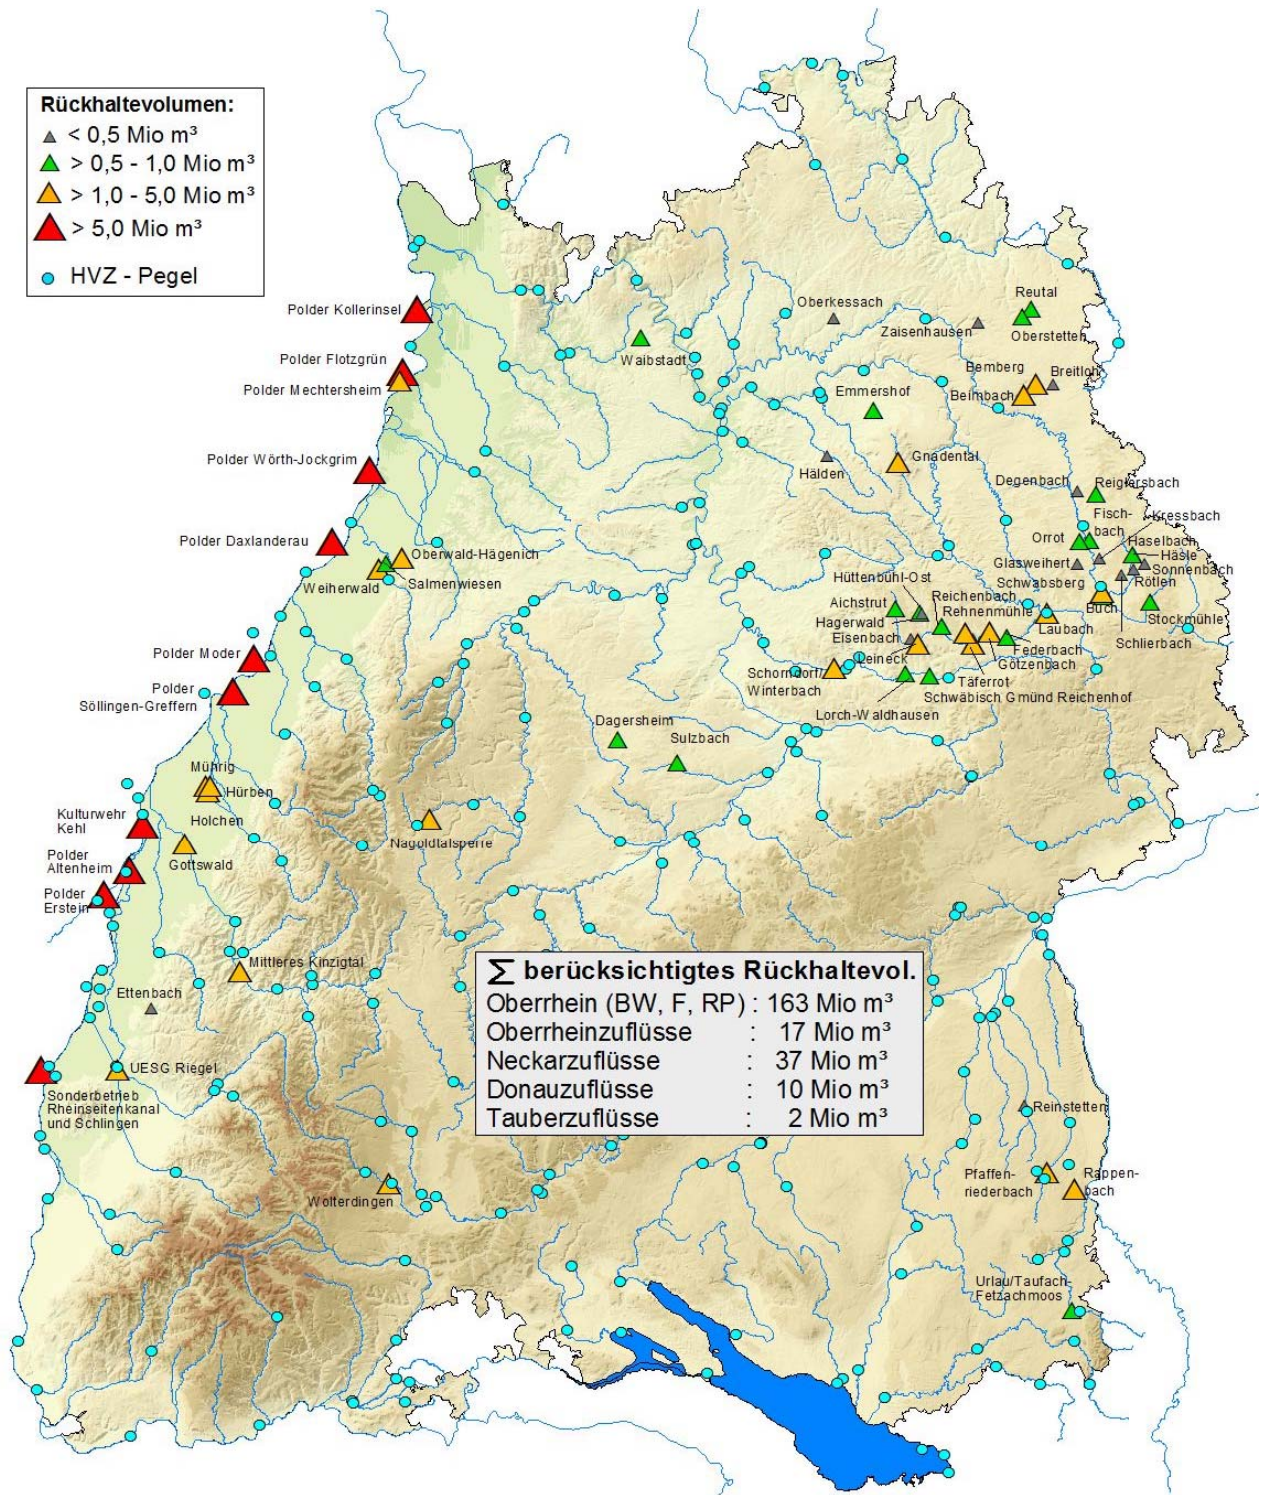 Rückhaltevolumen:
< 0,5 Mio m³
> 0,5 - 1,0 Mio m³
> 1,0 - 5,0 Mio m³
> 5,0 Mio m³
HVZ - Pegel
Polder Kollerinsel
Polder Flotzgrün
Polder Mechtersheim
Polder Wörth-Jockgrim
Polder Daxlanderau
Oberwald-Hägenich
Weiherwald
Salmenwiesen
Polder Moder
Polder
Söllingen-Greffern
Mührig
Hürben
Holchen
Kulturwehr
Kehl
Gottswald
Polder
Altenheim
Polder
Erstein
Mittleres Kinzigtal
Ettenbach
UESG Riegel
Sonderbetrieb
Rheinseitenkanal
und Schlingen
Wolterdingen
Nagoldtalsperre
Dagersheim
Sulzbach
Waibstadt
Oberkessach
Zaisenhausen
Reutal
Oberstetten
Bemberg
Breitloh
Beimbach
Emmershof
Hälden
Gnadental
Degenbach
Reiglersbach
Fisch-
bach
Kressbach
Orrot
Haselbach
Glasweihert
Häsle
Sonnenbach
Schwabsberg
Rötlen
Buch
Stockmühle
Schlierbach
Laubach
Hüttenbühl-Ost
Reichenbach
Aichstrut
Rehnenmühle
Hagerwald
Eisenbach
Leineck
Federbach
Götzenbach
Täferrot
Schorndorf/
Winterbach
Schwäbisch Gmünd Reichenhof
Lorch-Waldhausen
∑ berücksichtigtes Rückhaltevol.
Oberrhein (BW, F, RP) : 163 Mio m³
Oberrheinzuflüsse : 17 Mio m³
Neckarzuflüsse : 37 Mio m³
Donauzuflüsse : 10 Mio m³
Tauberzuflüsse : 2 Mio m³
Reinstetten
Pfaffen-
riederbach
Rappen-
bach
Urlau/Taufach-
Fetzachmoos